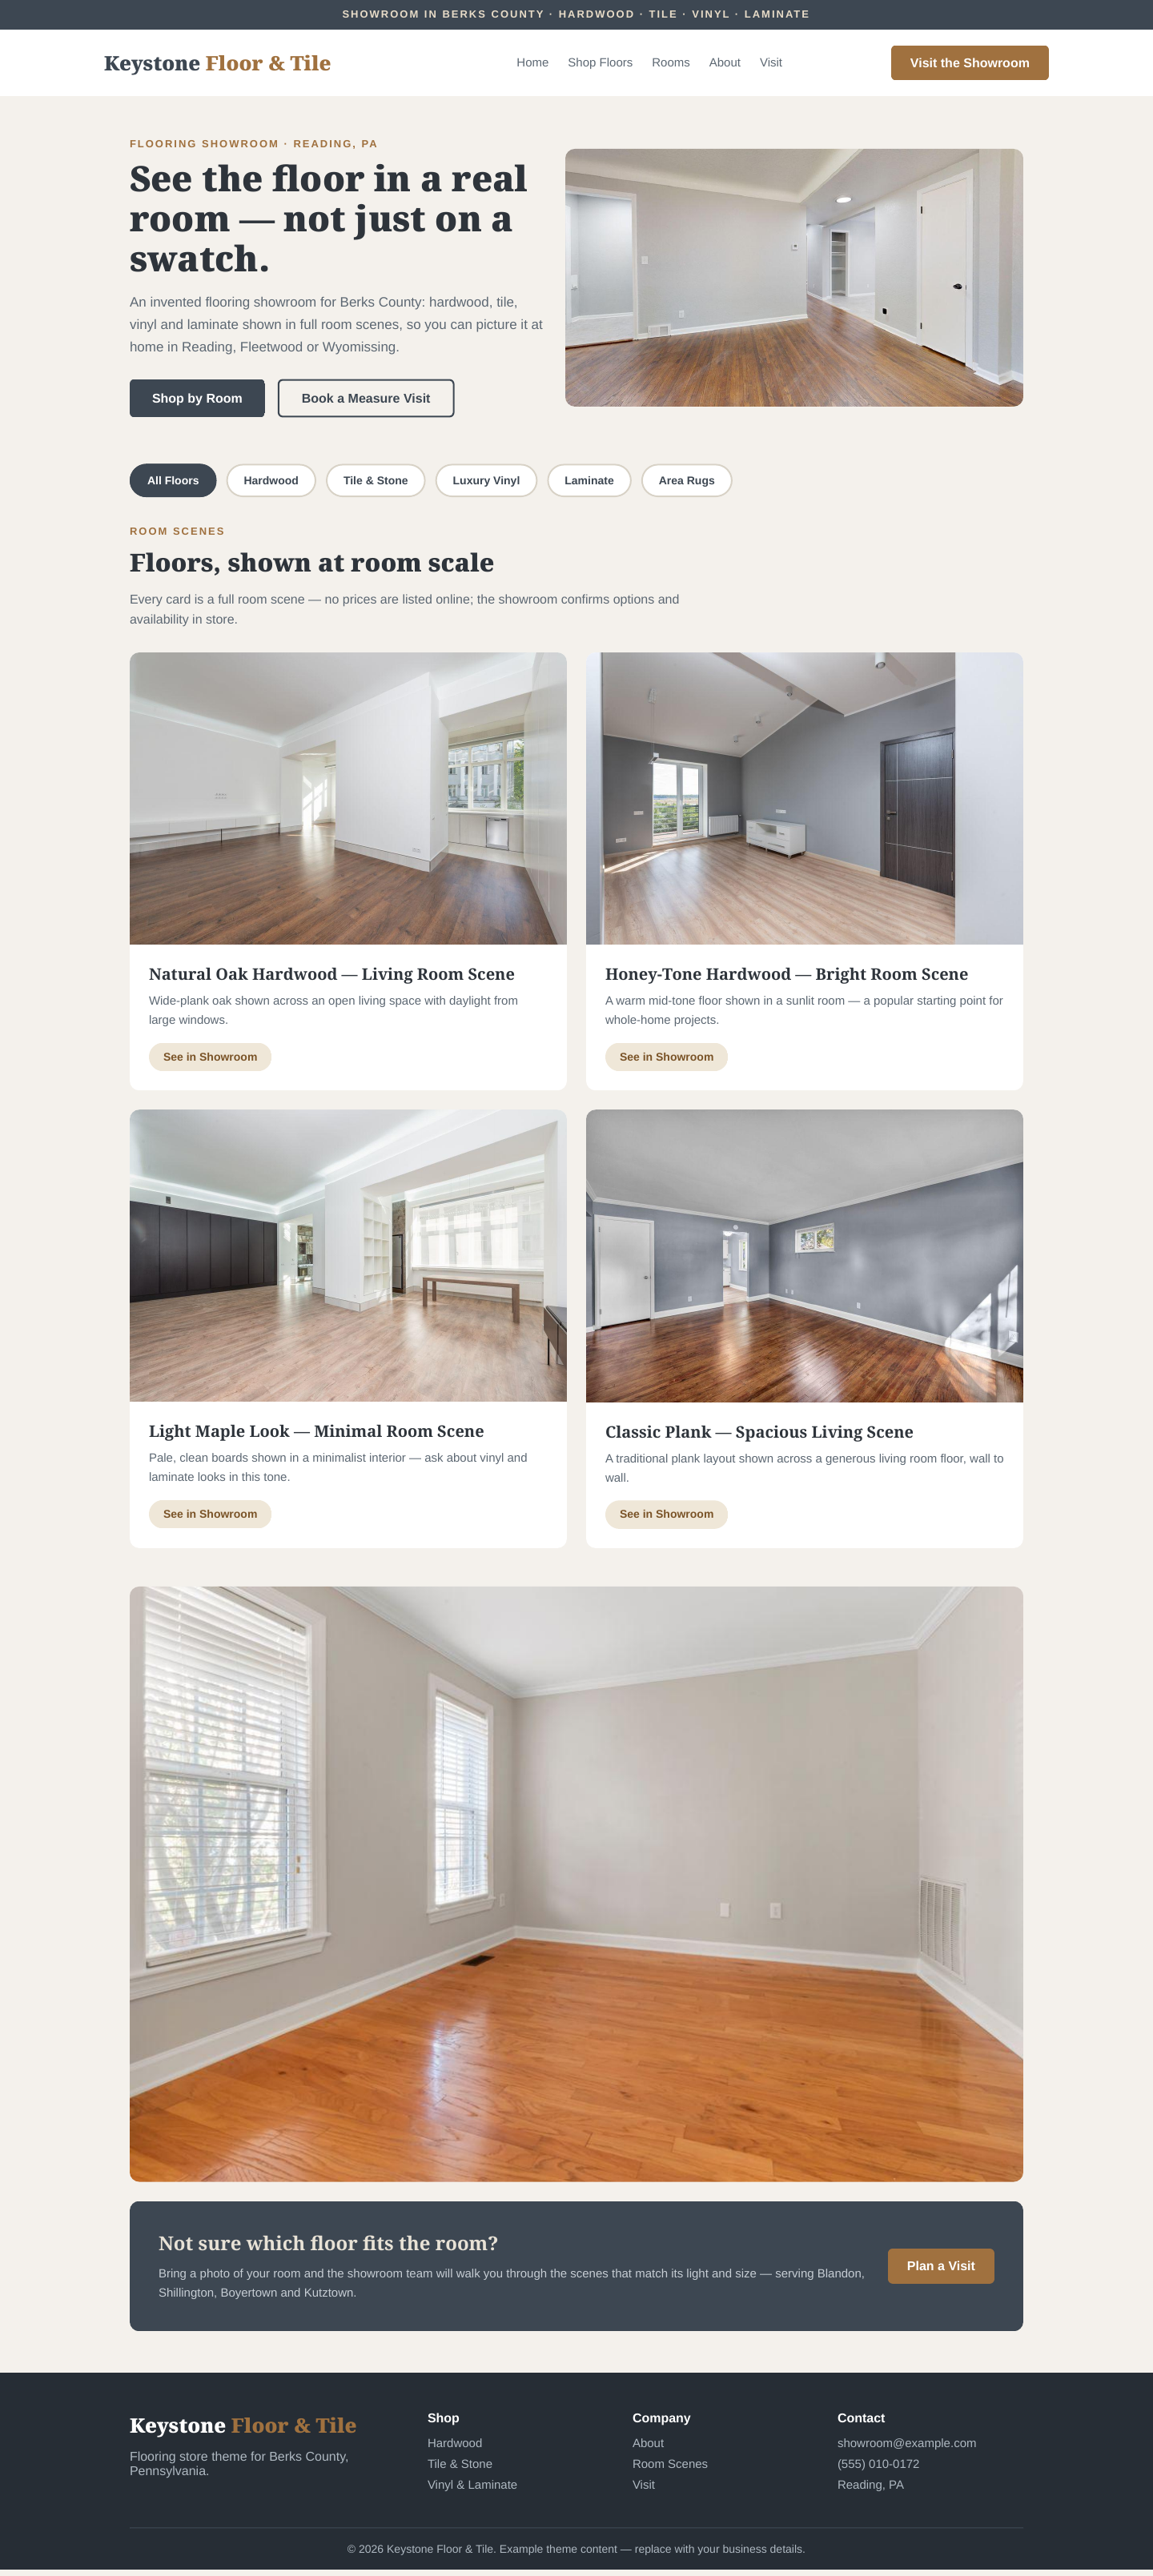 SHOWROOM IN BERKS COUNTY · HARDWOOD · TILE · VINYL · LAMINATE
Keystone Floor & Tile
Home Shop Floors Rooms About Visit
Visit the Showroom
FLOORING SHOWROOM · READING, PA
See the floor in a real
room — not just on a
swatch.
An invented flooring showroom for Berks County: hardwood, tile,
vinyl and laminate shown in full room scenes, so you can picture it at
home in Reading, Fleetwood or Wyomissing.
Shop by Room Book a Measure Visit
All Floors Hardwood Tile & Stone Luxury Vinyl Laminate Area Rugs
ROOM SCENES
Floors, shown at room scale
Every card is a full room scene — no prices are listed online; the showroom confirms options and
availability in store.
Natural Oak Hardwood — Living Room Scene
Wide-plank oak shown across an open living space with daylight from
large windows.
See in Showroom
Honey-Tone Hardwood — Bright Room Scene
A warm mid-tone floor shown in a sunlit room — a popular starting point for
whole-home projects.
See in Showroom
Light Maple Look — Minimal Room Scene
Pale, clean boards shown in a minimalist interior — ask about vinyl and
laminate looks in this tone.
See in Showroom
Classic Plank — Spacious Living Scene
A traditional plank layout shown across a generous living room floor, wall to
wall.
See in Showroom
Not sure which floor fits the room?
Bring a photo of your room and the showroom team will walk you through the scenes that match its light and size — serving Blandon,
Shillington, Boyertown and Kutztown.
Plan a Visit
Keystone Floor & Tile
Flooring store theme for Berks County,
Pennsylvania.
Shop
Hardwood
Tile & Stone
Vinyl & Laminate
Company
About
Room Scenes
Visit
Contact
showroom@example.com
(555) 010-0172
Reading, PA
© 2026 Keystone Floor & Tile. Example theme content — replace with your business details.